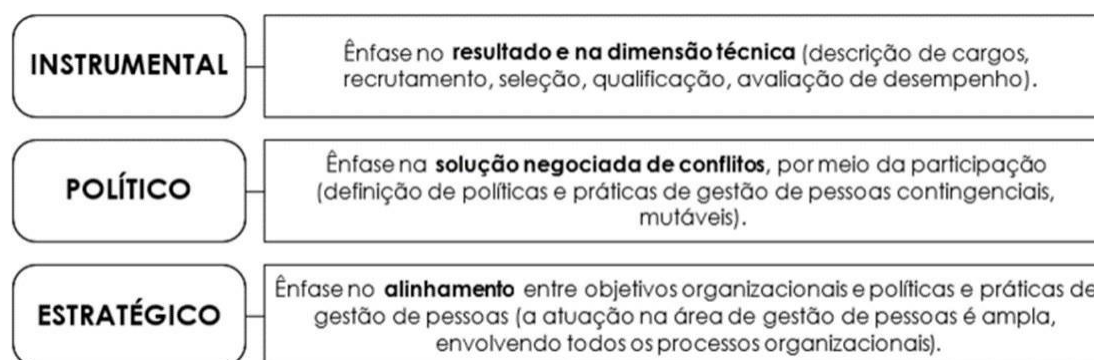 INSTRUMENTAL
Ênfase no resultado e na dimensão técnica (descrição de cargos,
recrutamento, seleção, qualificação, avaliação de desempenho).
POLÍTICO
Ênfase na solução negociada de conflitos, por meio da participação
(definição de políticas e práticas de gestão de pessoas contingenciais,
mutáveis).
ESTRATÉGICO
Ênfase no alinhamento entre objetivos organizacionais e políticas e práticas de
gestão de pessoas (a atuação na área de gestão de pessoas é ampla,
envolvendo todos os processos organizacionais).